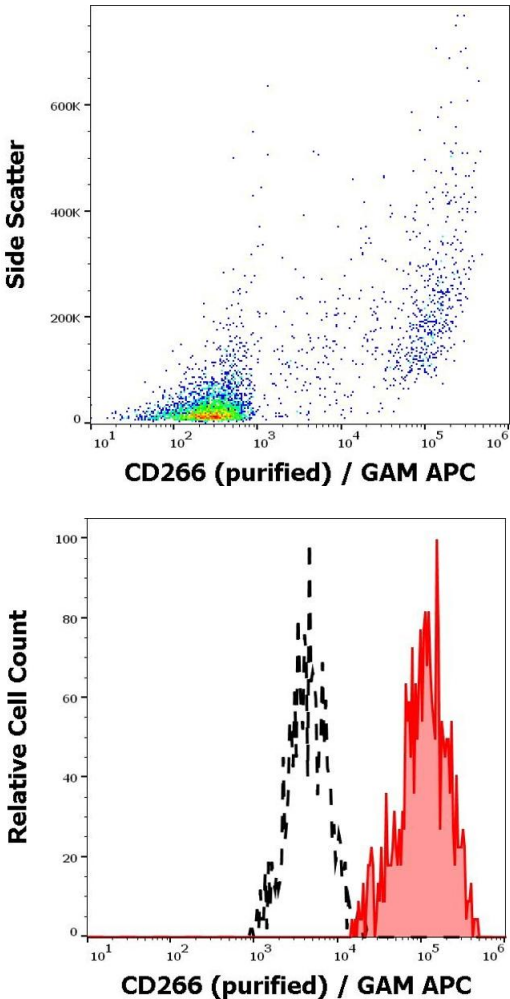 Side Scatter
600K
400K
200K
0
10¹ 10² 10³ 10⁴ 10⁵ 10⁶
CD266 (purified) / GAM APC
Relative Cell Count
100
80
60
40
20
0
10¹ 10² 10³ 10⁴ 10⁵ 10⁶
CD266 (purified) / GAM APC